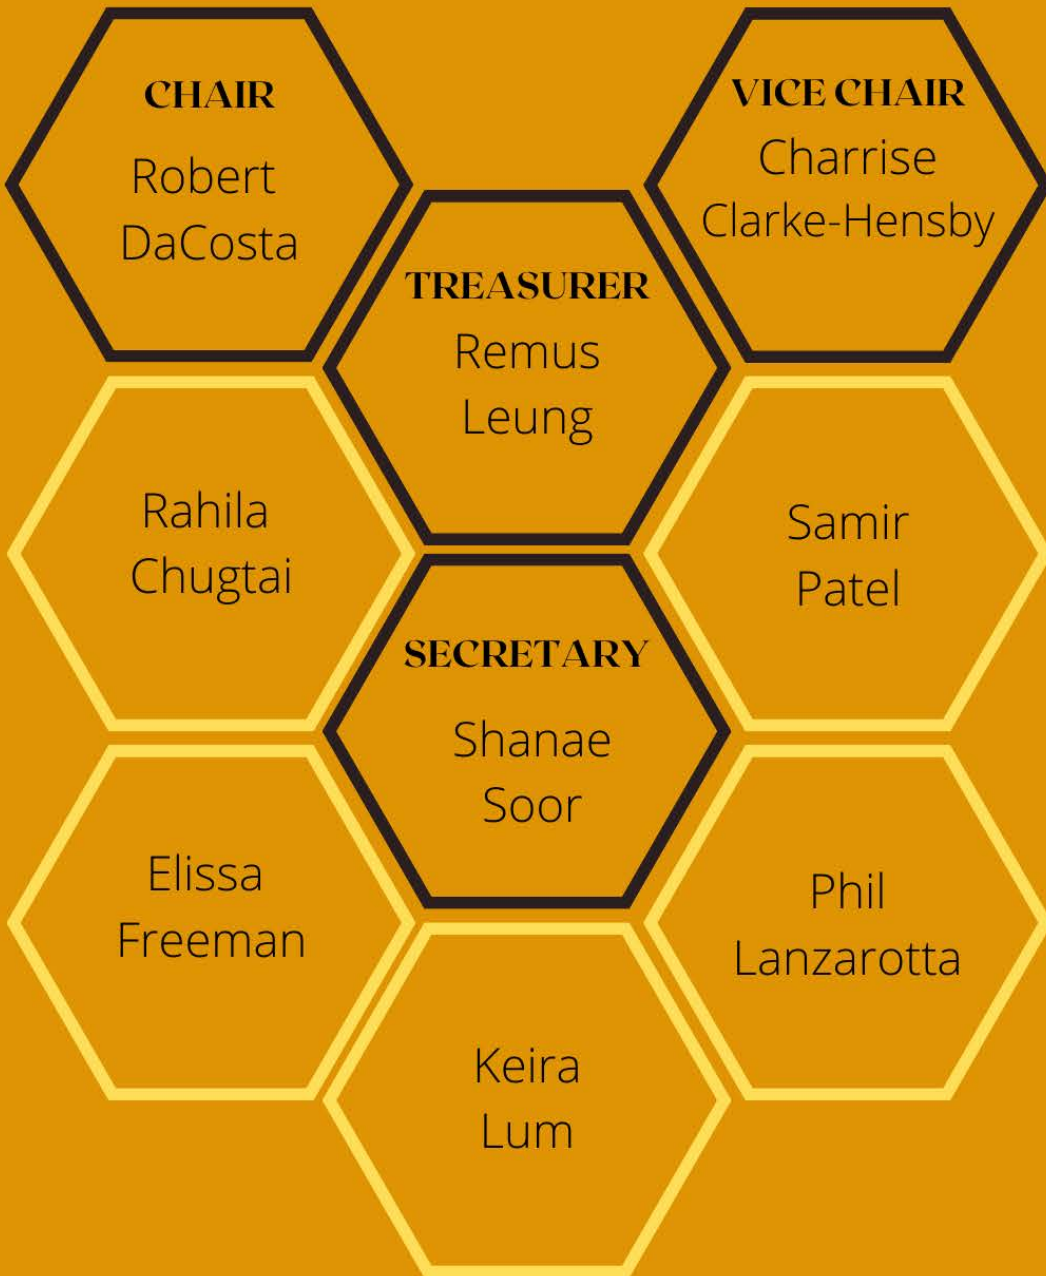 CHAIR
Robert
DaCosta
VICE CHAIR
Charrise
Clarke-Hensby
TREASURER
Remus
Leung
Rahila
Chugtai
Samir
Patel
SECRETARY
Shanae
Soor
Elissa
Freeman
Phil
Lanzarotta
Keira
Lum